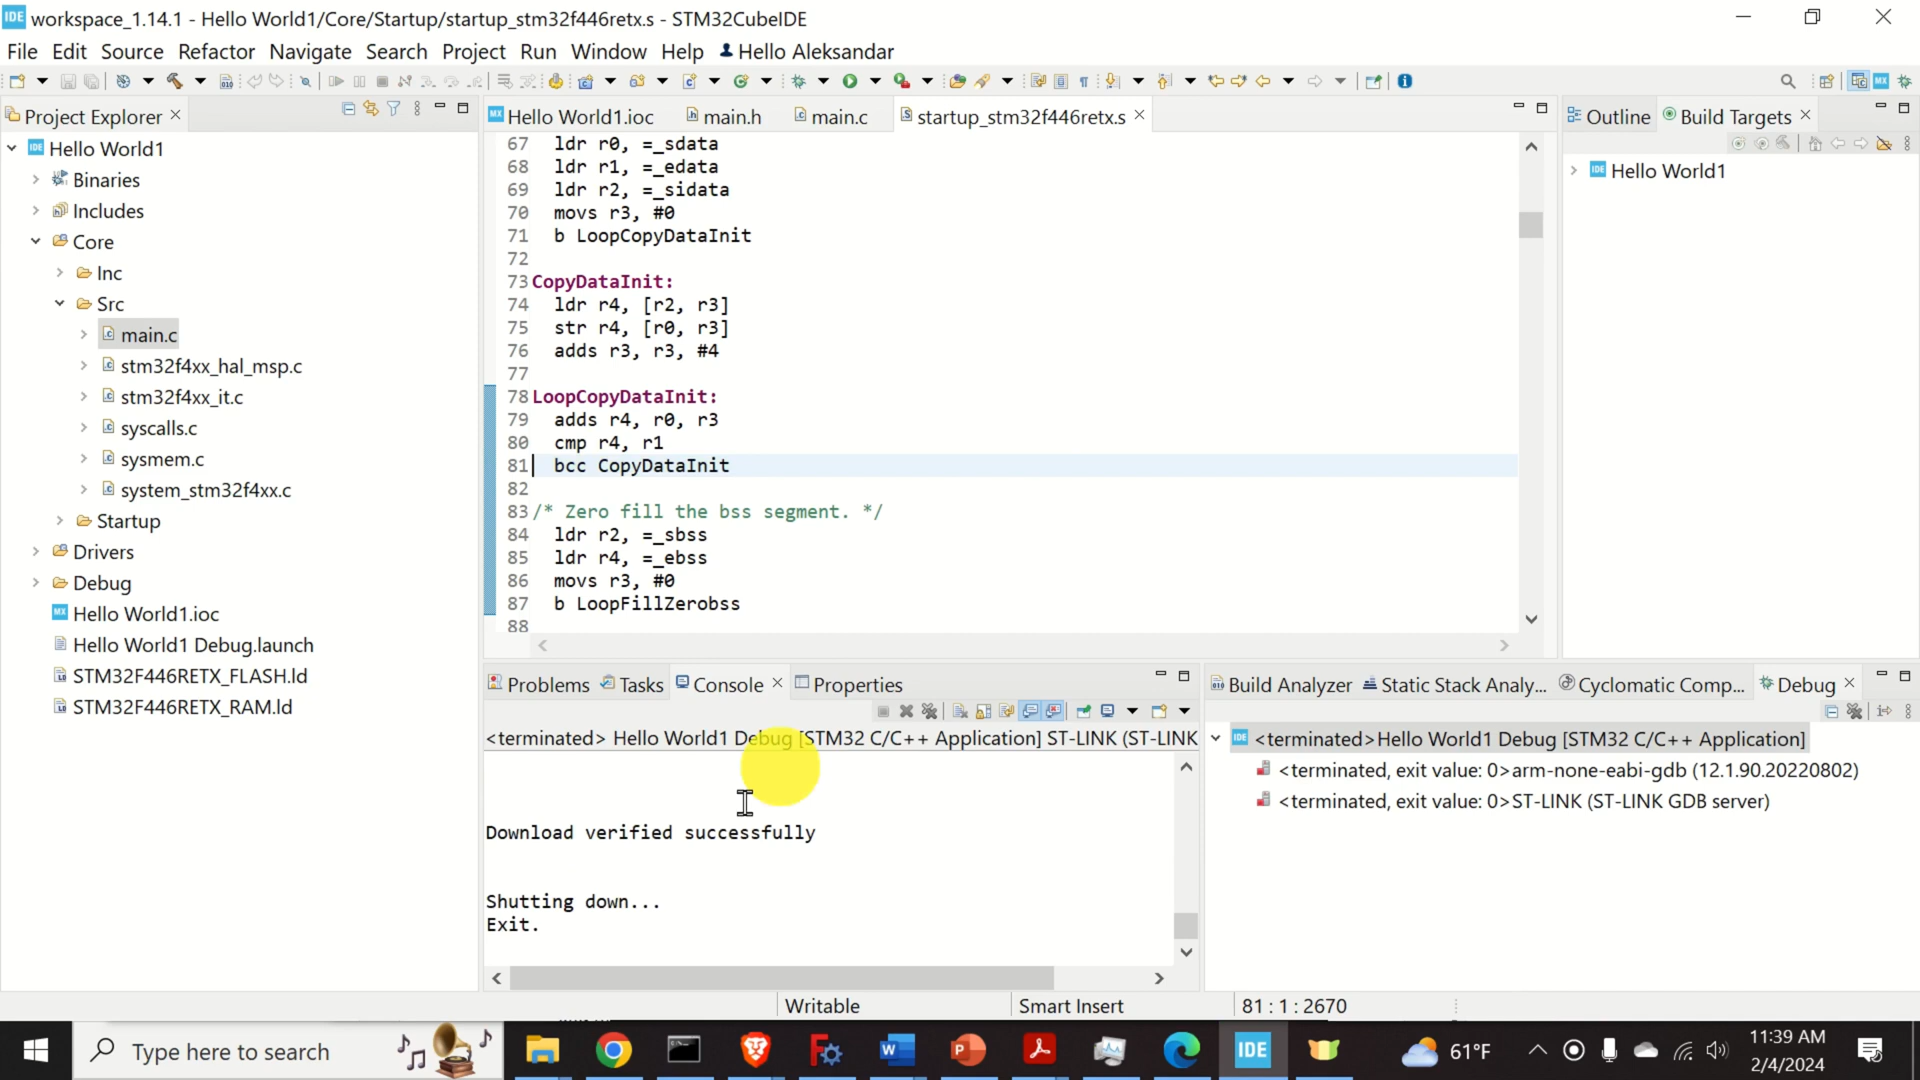 IDE workspace_1.14.1 - Hello World1/Core/Startup/startup_stm32f446retx.s - STM32CubeIDE
File Edit Source Refactor Navigate Search Project Run Window Help Hello Aleksandar
Project Explorer
Hello World1
Binaries
Includes
Core
Inc
Src
main.c
stm32f4xx_hal_msp.c
stm32f4xx_it.c
syscalls.c
sysmem.c
system_stm32f4xx.c
Startup
Drivers
Debug
Hello World1.ioc
Hello World1 Debug.launch
STM32F446RETX_FLASH.ld
STM32F446RETX_RAM.ld
Hello World1.ioc main.h main.c startup_stm32f446retx.s
67 ldr r0, =_sdata
68 ldr r1, =_edata
69 ldr r2, =_sidata
70 movs r3, #0
71 b LoopCopyDataInit
72
73 CopyDataInit:
74 ldr r4, [r2, r3]
75 str r4, [r0, r3]
76 adds r3, r3, #4
77
78 LoopCopyDataInit:
79 adds r4, r0, r3
80 cmp r4, r1
81 bcc CopyDataInit
82
83 /* Zero fill the bss segment. */
84 ldr r2, =_sbss
85 ldr r4, =_ebss
86 movs r3, #0
87 b LoopFillZerobss
88
Outline Build Targets
Hello World1
Problems Tasks Console Properties
<terminated> Hello World1 Debug [STM32 C/C++ Application] ST-LINK (ST-LINK
Download verified successfully
Shutting down...
Exit.
Build Analyzer Static Stack Analy... Cyclomatic Comp... Debug
<terminated>Hello World1 Debug [STM32 C/C++ Application]
<terminated, exit value: 0>arm-none-eabi-gdb (12.1.90.20220802)
<terminated, exit value: 0>ST-LINK (ST-LINK GDB server)
Writable Smart Insert 81 : 1 : 2670
Type here to search
IDE
61°F
11:39 AM
2/4/2024